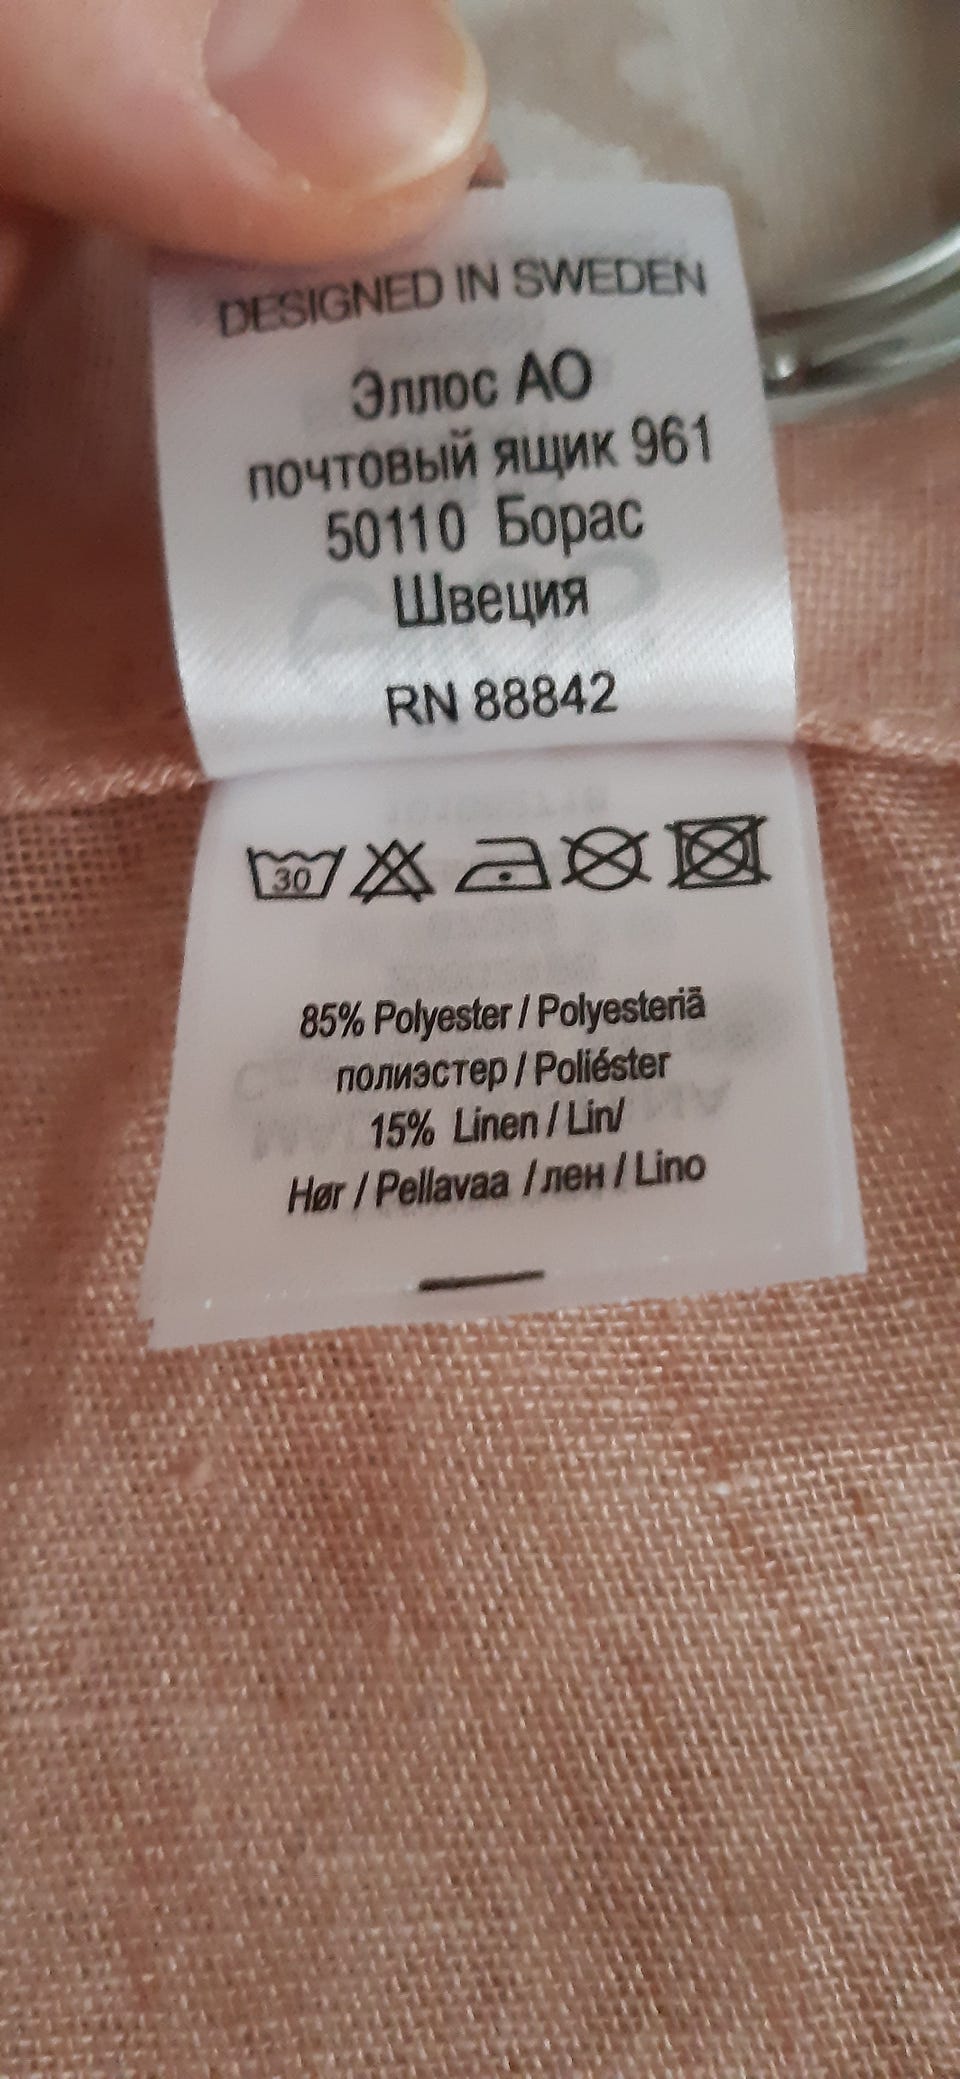 DESIGNED IN SWEDEN
Эллос АО
почтовый ящик 961
50110 Борас
Швеция
RN 88842
30
85% Polyester / Polyesteriä
полиэстер / Poliéster
15% Linen / Lin/
Hør / Pellavaa / лен / Lino